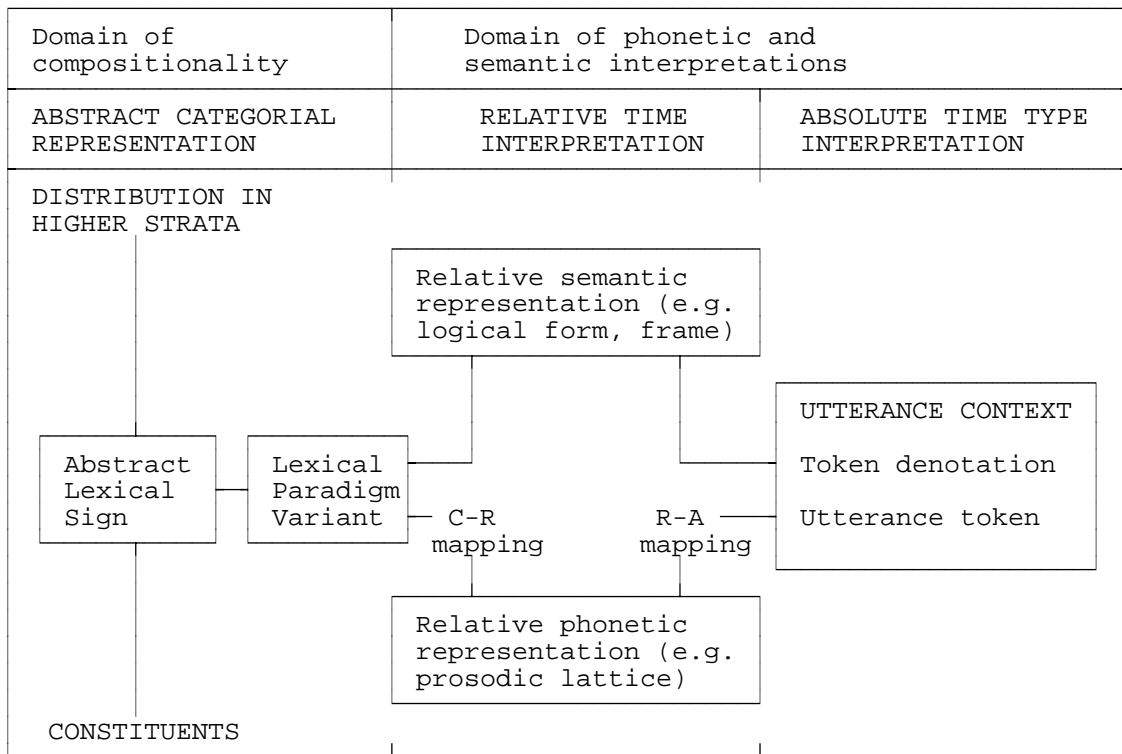 Domain of
compositionality
Domain of phonetic and
semantic interpretations
ABSTRACT CATEGORIAL
REPRESENTATION
RELATIVE TIME
INTERPRETATION
ABSOLUTE TIME TYPE
INTERPRETATION
DISTRIBUTION IN
HIGHER STRATA
Relative semantic
representation (e.g.
logical form, frame)
UTTERANCE CONTEXT
Abstract
Lexical
Sign
Lexical
Paradigm
Variant
Token denotation
C-R
mapping
R-A
mapping
Utterance token
Relative phonetic
representation (e.g.
prosodic lattice)
CONSTITUENTS